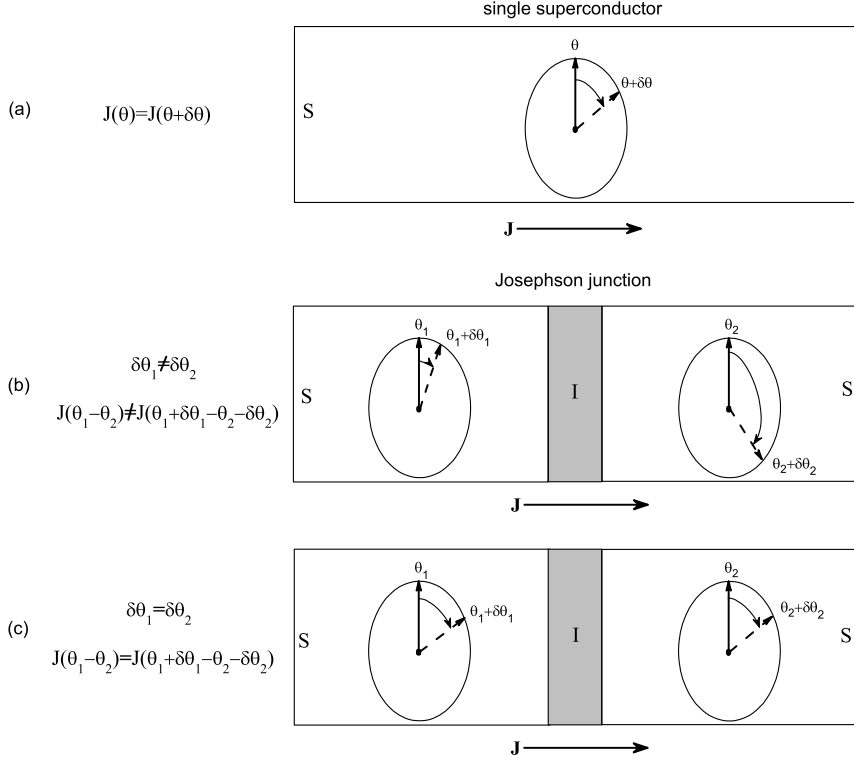 single superconductor
(a)
J(θ)=J(θ+δθ)
S
θ
θ+δθ
J
Josephson junction
(b)
δθ₁≠δθ₂
J(θ₁−θ₂)≠J(θ₁+δθ₁−θ₂−δθ₂)
S
θ₁
θ₁+δθ₁
I
θ₂
θ₂+δθ₂
S
J
(c)
δθ₁=δθ₂
J(θ₁−θ₂)=J(θ₁+δθ₁−θ₂−δθ₂)
S
θ₁
θ₁+δθ₁
I
θ₂
θ₂+δθ₂
S
J